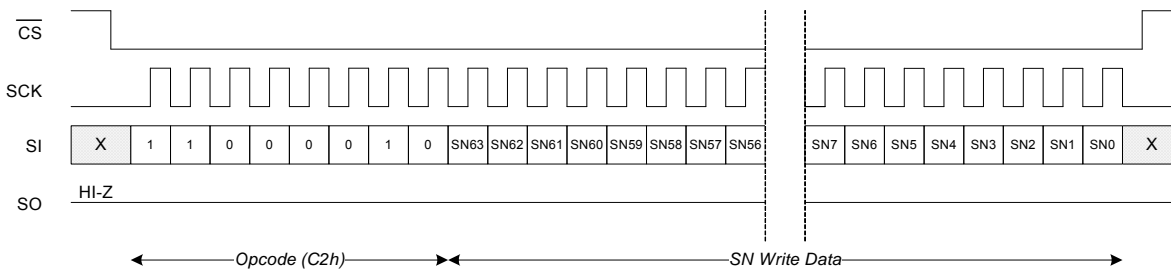 CS
SCK
SI X 1 1 0 0 0 0 1 0 SN63 SN62 SN61 SN60 SN59 SN58 SN57 SN56 SN7 SN6 SN5 SN4 SN3 SN2 SN1 SN0 X
HI-Z
SO
Opcode (C2h) SN Write Data